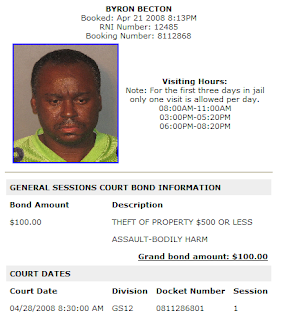 BYRON BECTON
Booked: Apr 21 2008 8:13PM
RNI Number: 12485
Booking Number: 8112868
Visiting Hours:
Note: For the first three days in jail
only one visit is allowed per day.
08:00AM-11:00AM
03:00PM-05:20PM
06:00PM-08:20PM
GENERAL SESSIONS COURT BOND INFORMATION
Bond Amount Description
$100.00 THEFT OF PROPERTY $500 OR LESS
ASSAULT-BODILY HARM
Grand bond amount: $100.00
COURT DATES
Court Date Division Docket Number Session
04/28/2008 8:30:00 AM GS12 0811286801 1